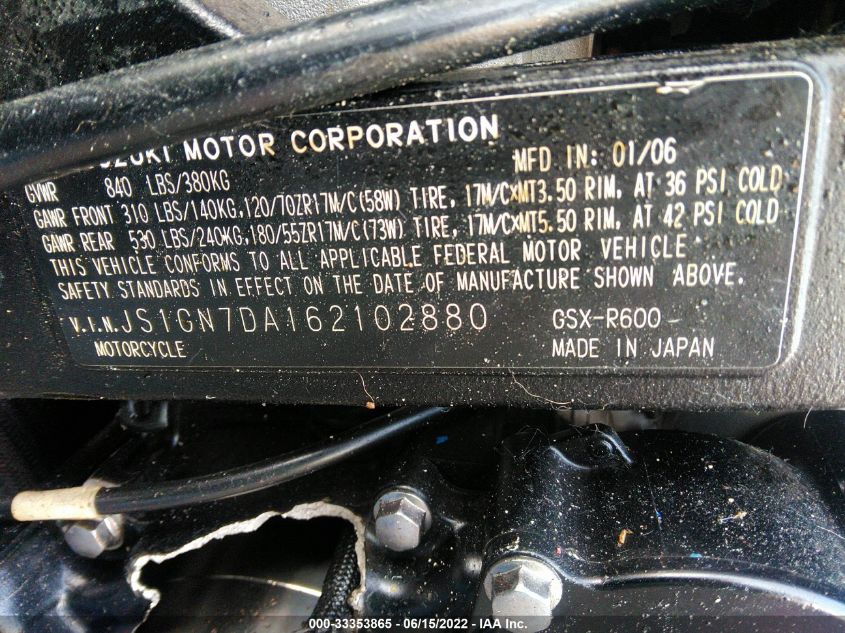 SUZUKI MOTOR CORPORATION
MFD IN: 01/06
GVWR 840 LBS/380KG
GAWR FRONT 310 LBS/140KG,120/70ZR17M/C(58W) TIRE, 17M/C×MT3.50 RIM, AT 36 PSI COLD
GAWR REAR 530 LBS/240KG,180/55ZR17M/C(73W) TIRE, 17M/C×MT5.50 RIM, AT 42 PSI COLD
THIS VEHICLE CONFORMS TO ALL APPLICABLE FEDERAL MOTOR VEHICLE
SAFETY STANDARDS IN EFFECT ON THE DATE OF MANUFACTURE SHOWN ABOVE.
V.I.N. JS1GN7DA162102880 GSX-R600
MOTORCYCLE MADE IN JAPAN
000-33353865 - 06/15/2022 - IAA Inc.